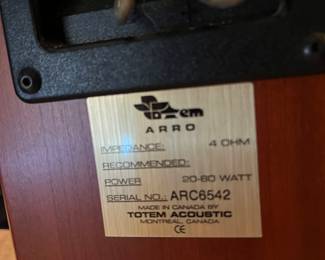 Totem
ARRO
IMPEDANCE: 4 OHM
RECOMMENDED:
POWER 20-80 WATT
SERIAL NO.: ARC6542
MADE IN CANADA BY
TOTEM ACOUSTIC
MONTREAL, CANADA
CE